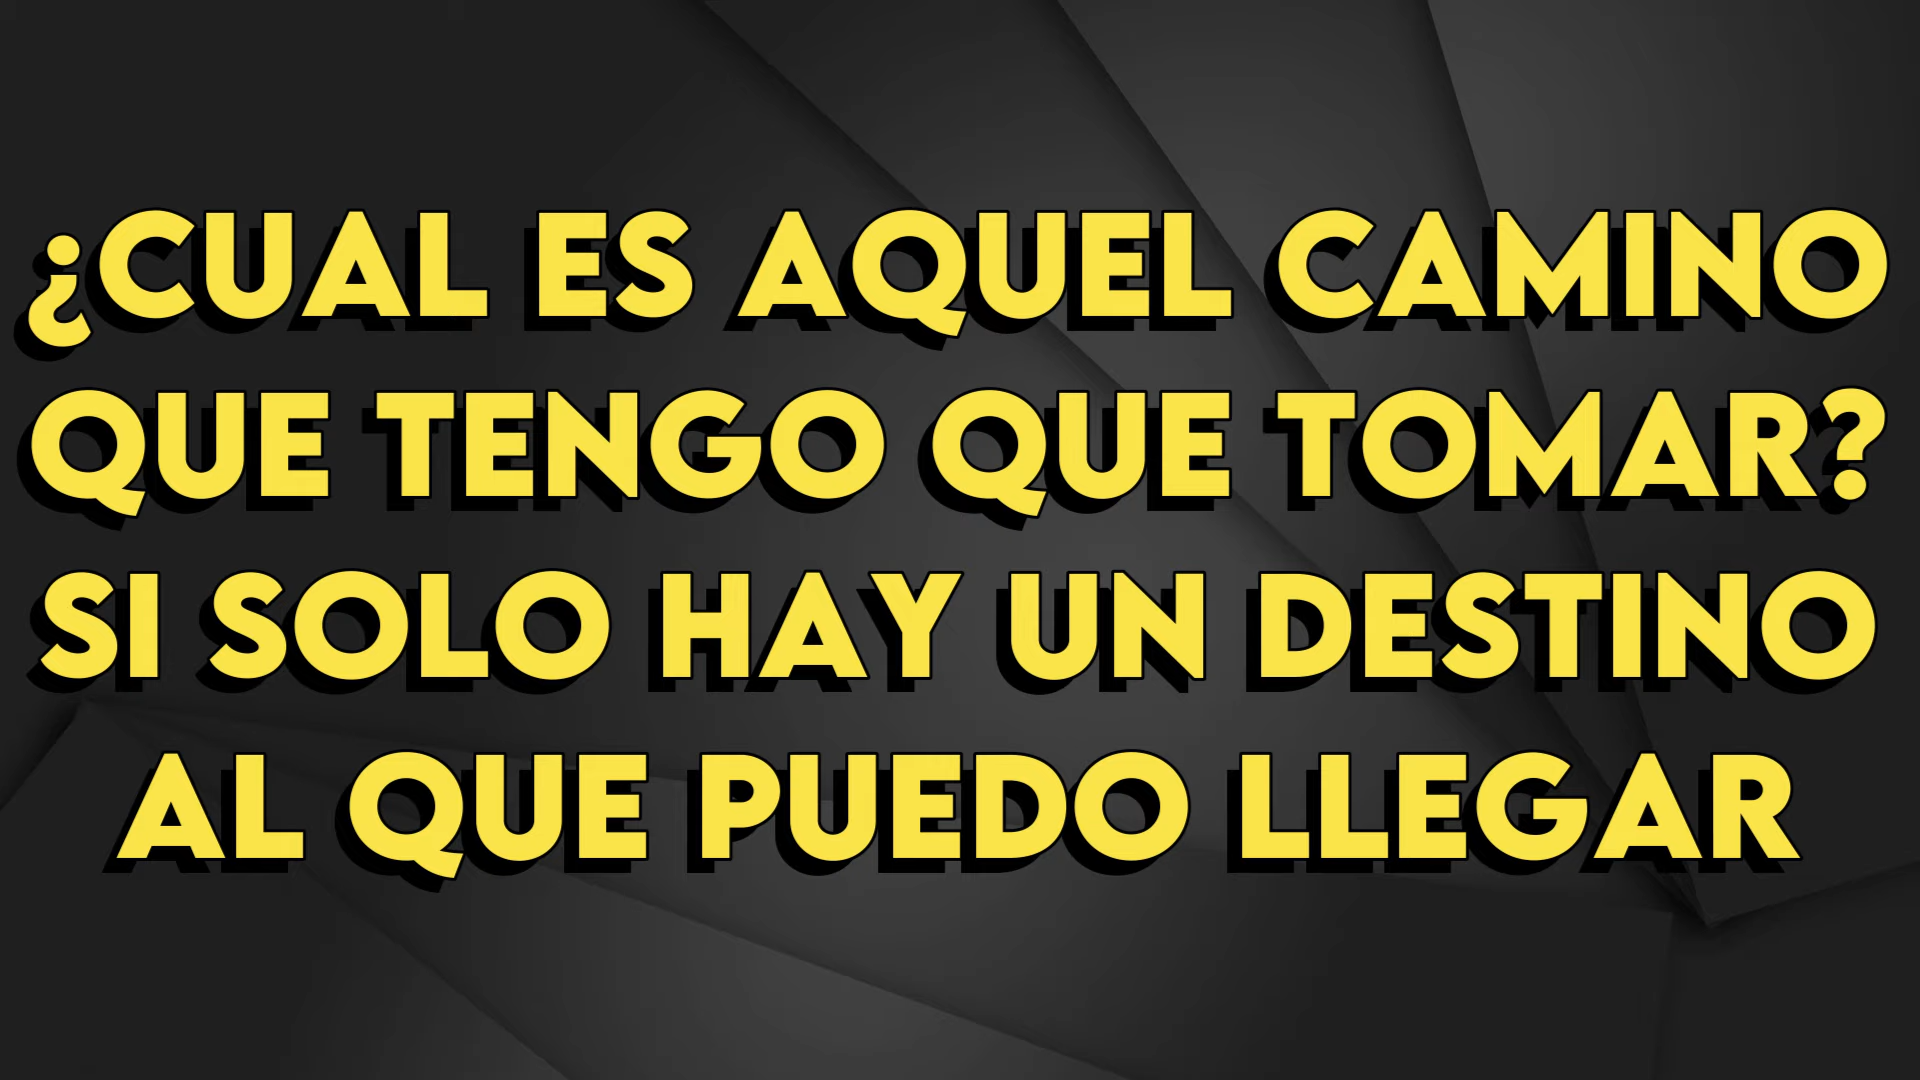 ¿CUAL ES AQUEL CAMINO
QUE TENGO QUE TOMAR?
SI SOLO HAY UN DESTINO
AL QUE PUEDO LLEGAR